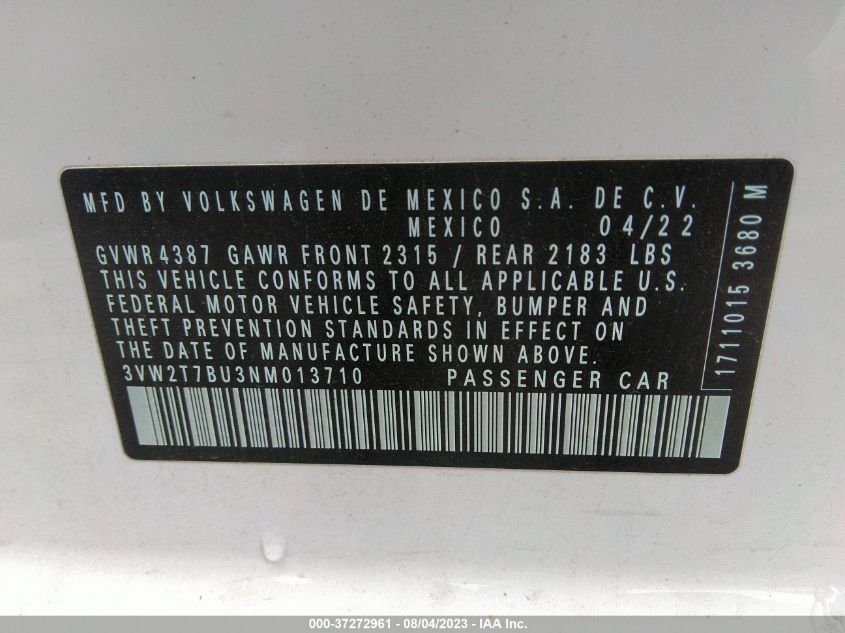 MFD BY VOLKSWAGEN DE MEXICO S.A. DE C.V.
MEXICO 04/22
GVWR 4387 GAWR FRONT 2315 / REAR 2183 LBS
THIS VEHICLE CONFORMS TO ALL APPLICABLE U.S.
FEDERAL MOTOR VEHICLE SAFETY, BUMPER AND
THEFT PREVENTION STANDARDS IN EFFECT ON
THE DATE OF MANUFACTURE SHOWN ABOVE.
3VW2T7BU3NM013710 PASSENGER CAR
1711015 3680 M
000-37272961 - 08/04/2023 - IAA Inc.